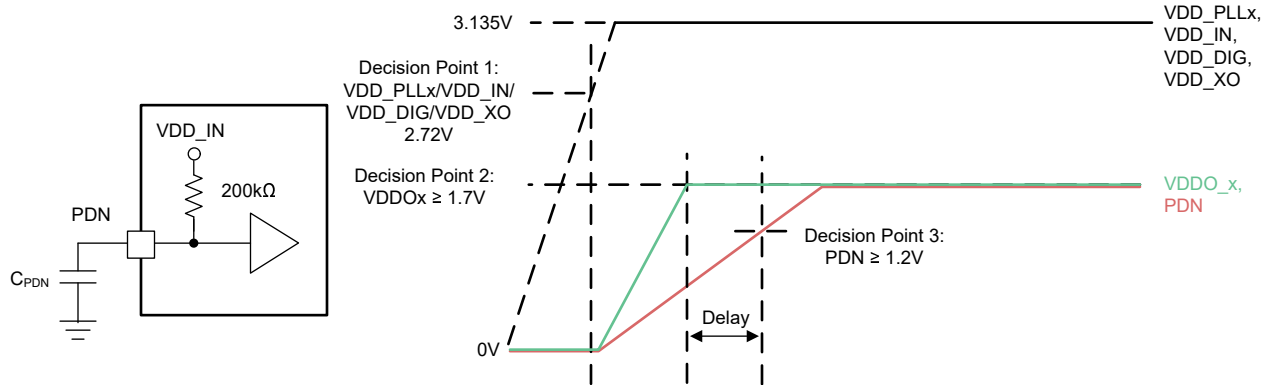 3.135V
VDD_PLLx,
VDD_IN,
VDD_DIG,
VDD_XO
Decision Point 1:
VDD_PLLx/VDD_IN/
VDD_DIG/VDD_XO
2.72V
VDD_IN
200kΩ
PDN
C_PDN
Decision Point 2:
VDDOx ≥ 1.7V
VDDO_x,
PDN
Decision Point 3:
PDN ≥ 1.2V
Delay
0V